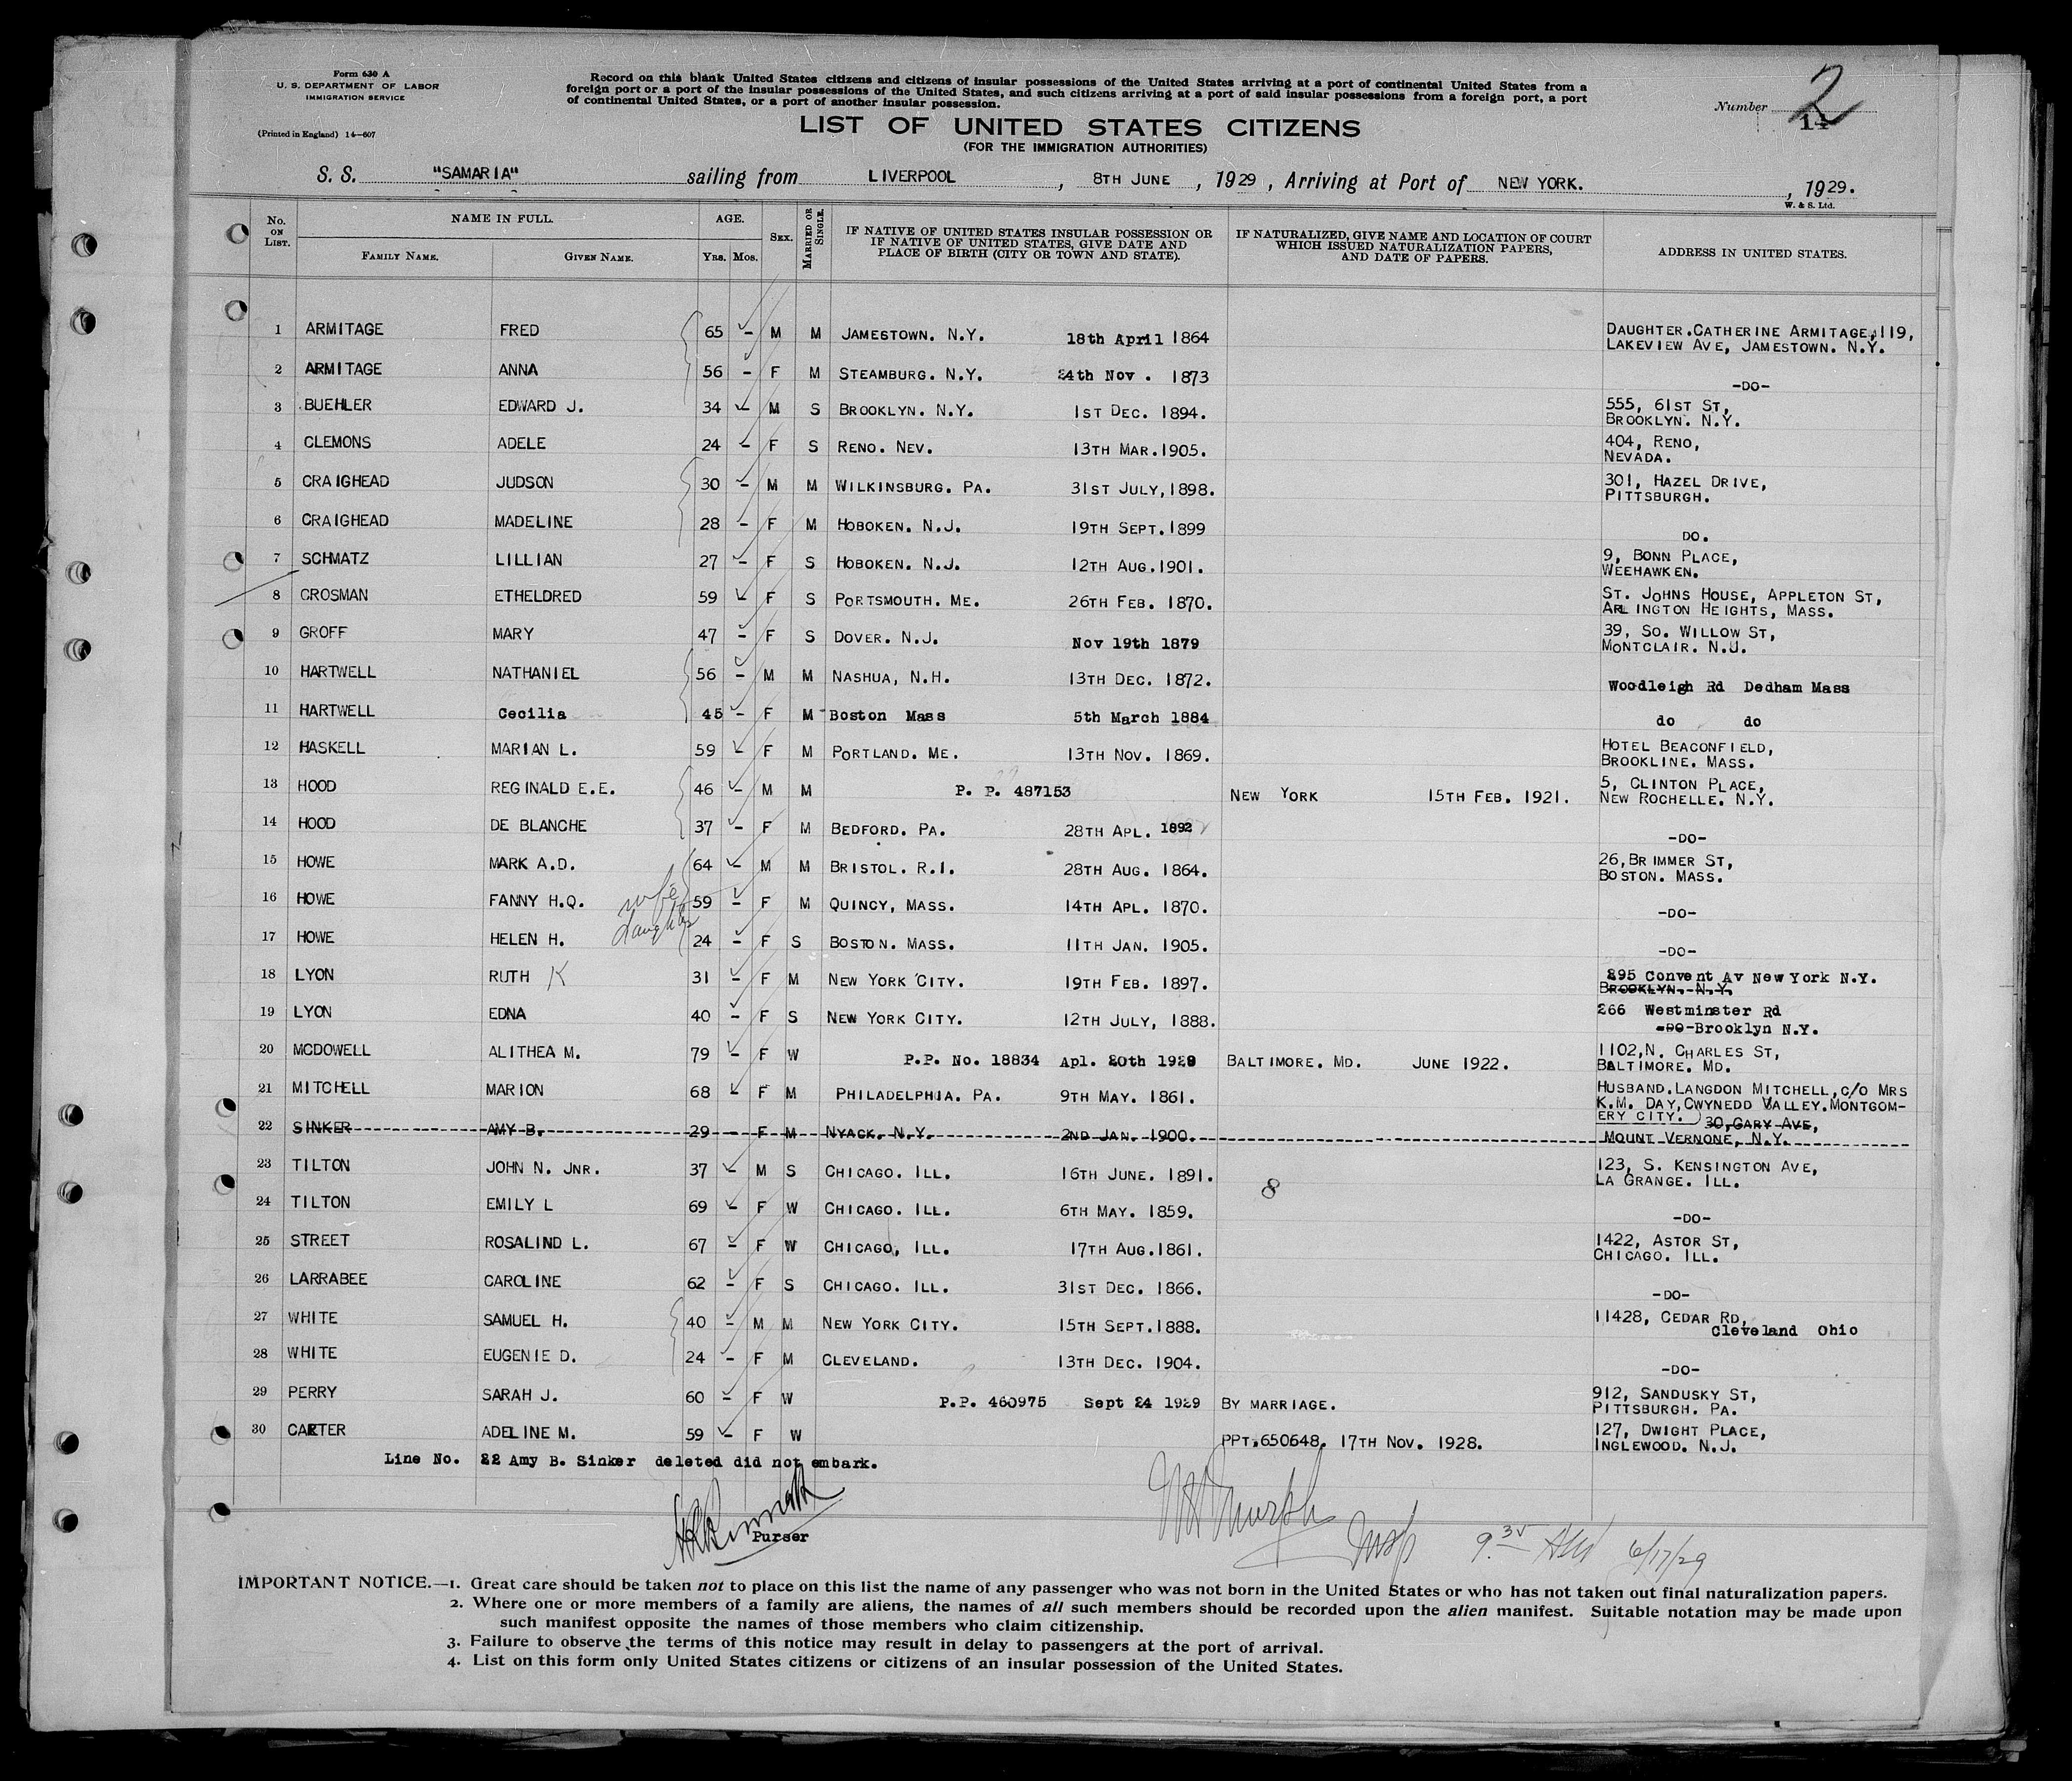 Form 630 A
U. S. DEPARTMENT OF LABOR
IMMIGRATION SERVICE
(Printed in England) 14—607
Record on this blank United States citizens and citizens of insular possessions of the United States arriving at a port of continental United States from a
foreign port or a port of the insular possessions of the United States, and such citizens arriving at a port of said insular possessions from a foreign port, a port
of continental United States, or a port of another insular possession.
Number 2
14
LIST OF UNITED STATES CITIZENS
(FOR THE IMMIGRATION AUTHORITIES)
S. S. "SAMARIA" sailing from LIVERPOOL, 8TH JUNE, 1929, Arriving at Port of NEW YORK., 1929.
W. & S. Ltd.
No. ON LIST. NAME IN FULL. AGE. SEX. MARRIED OR SINGLE. IF NATIVE OF UNITED STATES INSULAR POSSESSION OR IF NATIVE OF UNITED STATES, GIVE DATE AND PLACE OF BIRTH (CITY OR TOWN AND STATE). IF NATURALIZED, GIVE NAME AND LOCATION OF COURT WHICH ISSUED NATURALIZATION PAPERS, AND DATE OF PAPERS. ADDRESS IN UNITED STATES.
FAMILY NAME. GIVEN NAME. Yrs. Mos.
1 ARMITAGE FRED 65 - M M JAMESTOWN. N.Y. 18th April 1864 DAUGHTER.CATHERINE ARMITAGE,119,
LAKEVIEW AVE, JAMESTOWN. N.Y.
2 ARMITAGE ANNA 56 - F M STEAMBURG. N.Y. 24th Nov . 1873 -DO-
3 BUEHLER EDWARD J. 34 - M S BROOKLYN. N.Y. 1ST DEC. 1894. 555, 61ST ST,
BROOKLYN. N.Y.
4 CLEMONS ADELE 24 - F S RENO. NEV. 13TH MAR.1905. 404, RENO,
NEVADA.
5 CRAIGHEAD JUDSON 30 - M M WILKINSBURG. PA. 31ST JULY,1898. 301, HAZEL DRIVE,
PITTSBURGH.
6 CRAIGHEAD MADELINE 28 - F M HOBOKEN. N.J. 19TH SEPT.1899 DO.
7 SCHMATZ LILLIAN 27 - F S HOBOKEN. N.J. 12TH AUG.1901. 9, BONN PLACE,
WEEHAWKEN.
8 CROSMAN ETHELDRED 59 - F S PORTSMOUTH. ME. 26TH FEB. 1870. ST. JOHNS HOUSE, APPLETON ST,
ARLINGTON HEIGHTS, MASS.
9 GROFF MARY 47 - F S DOVER. N.J. Nov 19th 1879 39, SO. WILLOW ST,
MONTCLAIR. N.J.
10 HARTWELL NATHANIEL 56 - M M NASHUA, N.H. 13TH DEC. 1872. Woodleigh Rd Dedham Mass
11 HARTWELL Cecilia 45 - F M Boston Mass 5th March 1884 do do
12 HASKELL MARIAN L. 59 - F M PORTLAND. ME. 13TH NOV. 1869. HOTEL BEACONFIELD,
BROOKLINE. MASS.
13 HOOD REGINALD E.E. 46 - M M P. P. 487153 NEW YORK 15TH FEB. 1921. 5, CLINTON PLACE,
NEW ROCHELLE. N.Y.
14 HOOD DE BLANCHE 37 - F M BEDFORD. PA. 28TH APL. 1892 -DO-
15 HOWE MARK A.D. 64 - M M BRISTOL. R.I. 28TH AUG. 1864. 26,BRIMMER ST,
BOSTON. MASS.
16 HOWE FANNY H.Q. wife 59 - F M QUINCY, MASS. 14TH APL. 1870. -DO-
17 HOWE HELEN H. daughter 24 - F S BOSTON. MASS. 11TH JAN. 1905. -DO-
18 LYON RUTH K 31 - F M NEW YORK CITY. 19TH FEB. 1897. 295 Convent Av New York N.Y.
BROOKLYN. N.Y.
19 LYON EDNA 40 - F S NEW YORK CITY. 12TH JULY, 1888. 266 Westminster Rd
-DO-Brooklyn N.Y.
20 MCDOWELL ALITHEA M. 79 - F W P.P. No. 18834 Apl. 20th 1929 BALTIMORE. MD. JUNE 1922. 1102,N. CHARLES ST,
BALTIMORE. MD.
21 MITCHELL MARION 68 - F M PHILADELPHIA. PA. 9TH MAY. 1861. HUSBAND.LANGDON MITCHELL,C/O MRS
K.M. DAY,GWYNEDD VALLEY.MONTGOM-
ERY CITY.
22 SINKER AMY B. 29 - F M NYACK. N.Y. 2ND JAN. 1900. 30,GARY AVE,
MOUNT VERNONE, N.Y.
23 TILTON JOHN N. JNR. 37 - M S CHICAGO. ILL. 16TH JUNE. 1891. 8 123, S. KENSINGTON AVE,
LA GRANGE. ILL.
24 TILTON EMILY L 69 - F W CHICAGO. ILL. 6TH MAY. 1859. -DO-
25 STREET ROSALIND L. 67 - F W CHICAGO, ILL. 17TH AUG.1861. 1422, ASTOR ST,
CHICAGO. ILL.
26 LARRABEE CAROLINE 62 - F S CHICAGO. ILL. 31ST DEC. 1866. -DO-
27 WHITE SAMUEL H. 40 - M M NEW YORK CITY. 15TH SEPT.1888. 11428, CEDAR RD,
Cleveland Ohio
28 WHITE EUGENIE D. 24 - F M CLEVELAND. 13TH DEC. 1904. -DO-
29 PERRY SARAH J. 60 - F W P.P. 460975 Sept 24 1929 BY MARRIAGE. 912, SANDUSKY ST,
PITTSBURGH. PA.
30 CARTER ADELINE M. 59 - F W PPT.650648. 17TH NOV. 1928. 127, DWIGHT PLACE,
INGLEWOOD. N.J.
Line No. 22 Amy B. Sinker deleted did not embark.
Purser
Insp 9.35 AM 6/17/29
IMPORTANT NOTICE.—1. Great care should be taken not to place on this list the name of any passenger who was not born in the United States or who has not taken out final naturalization papers.
2. Where one or more members of a family are aliens, the names of all such members should be recorded upon the alien manifest. Suitable notation may be made upon
such manifest opposite the names of those members who claim citizenship.
3. Failure to observe the terms of this notice may result in delay to passengers at the port of arrival.
4. List on this form only United States citizens or citizens of an insular possession of the United States.